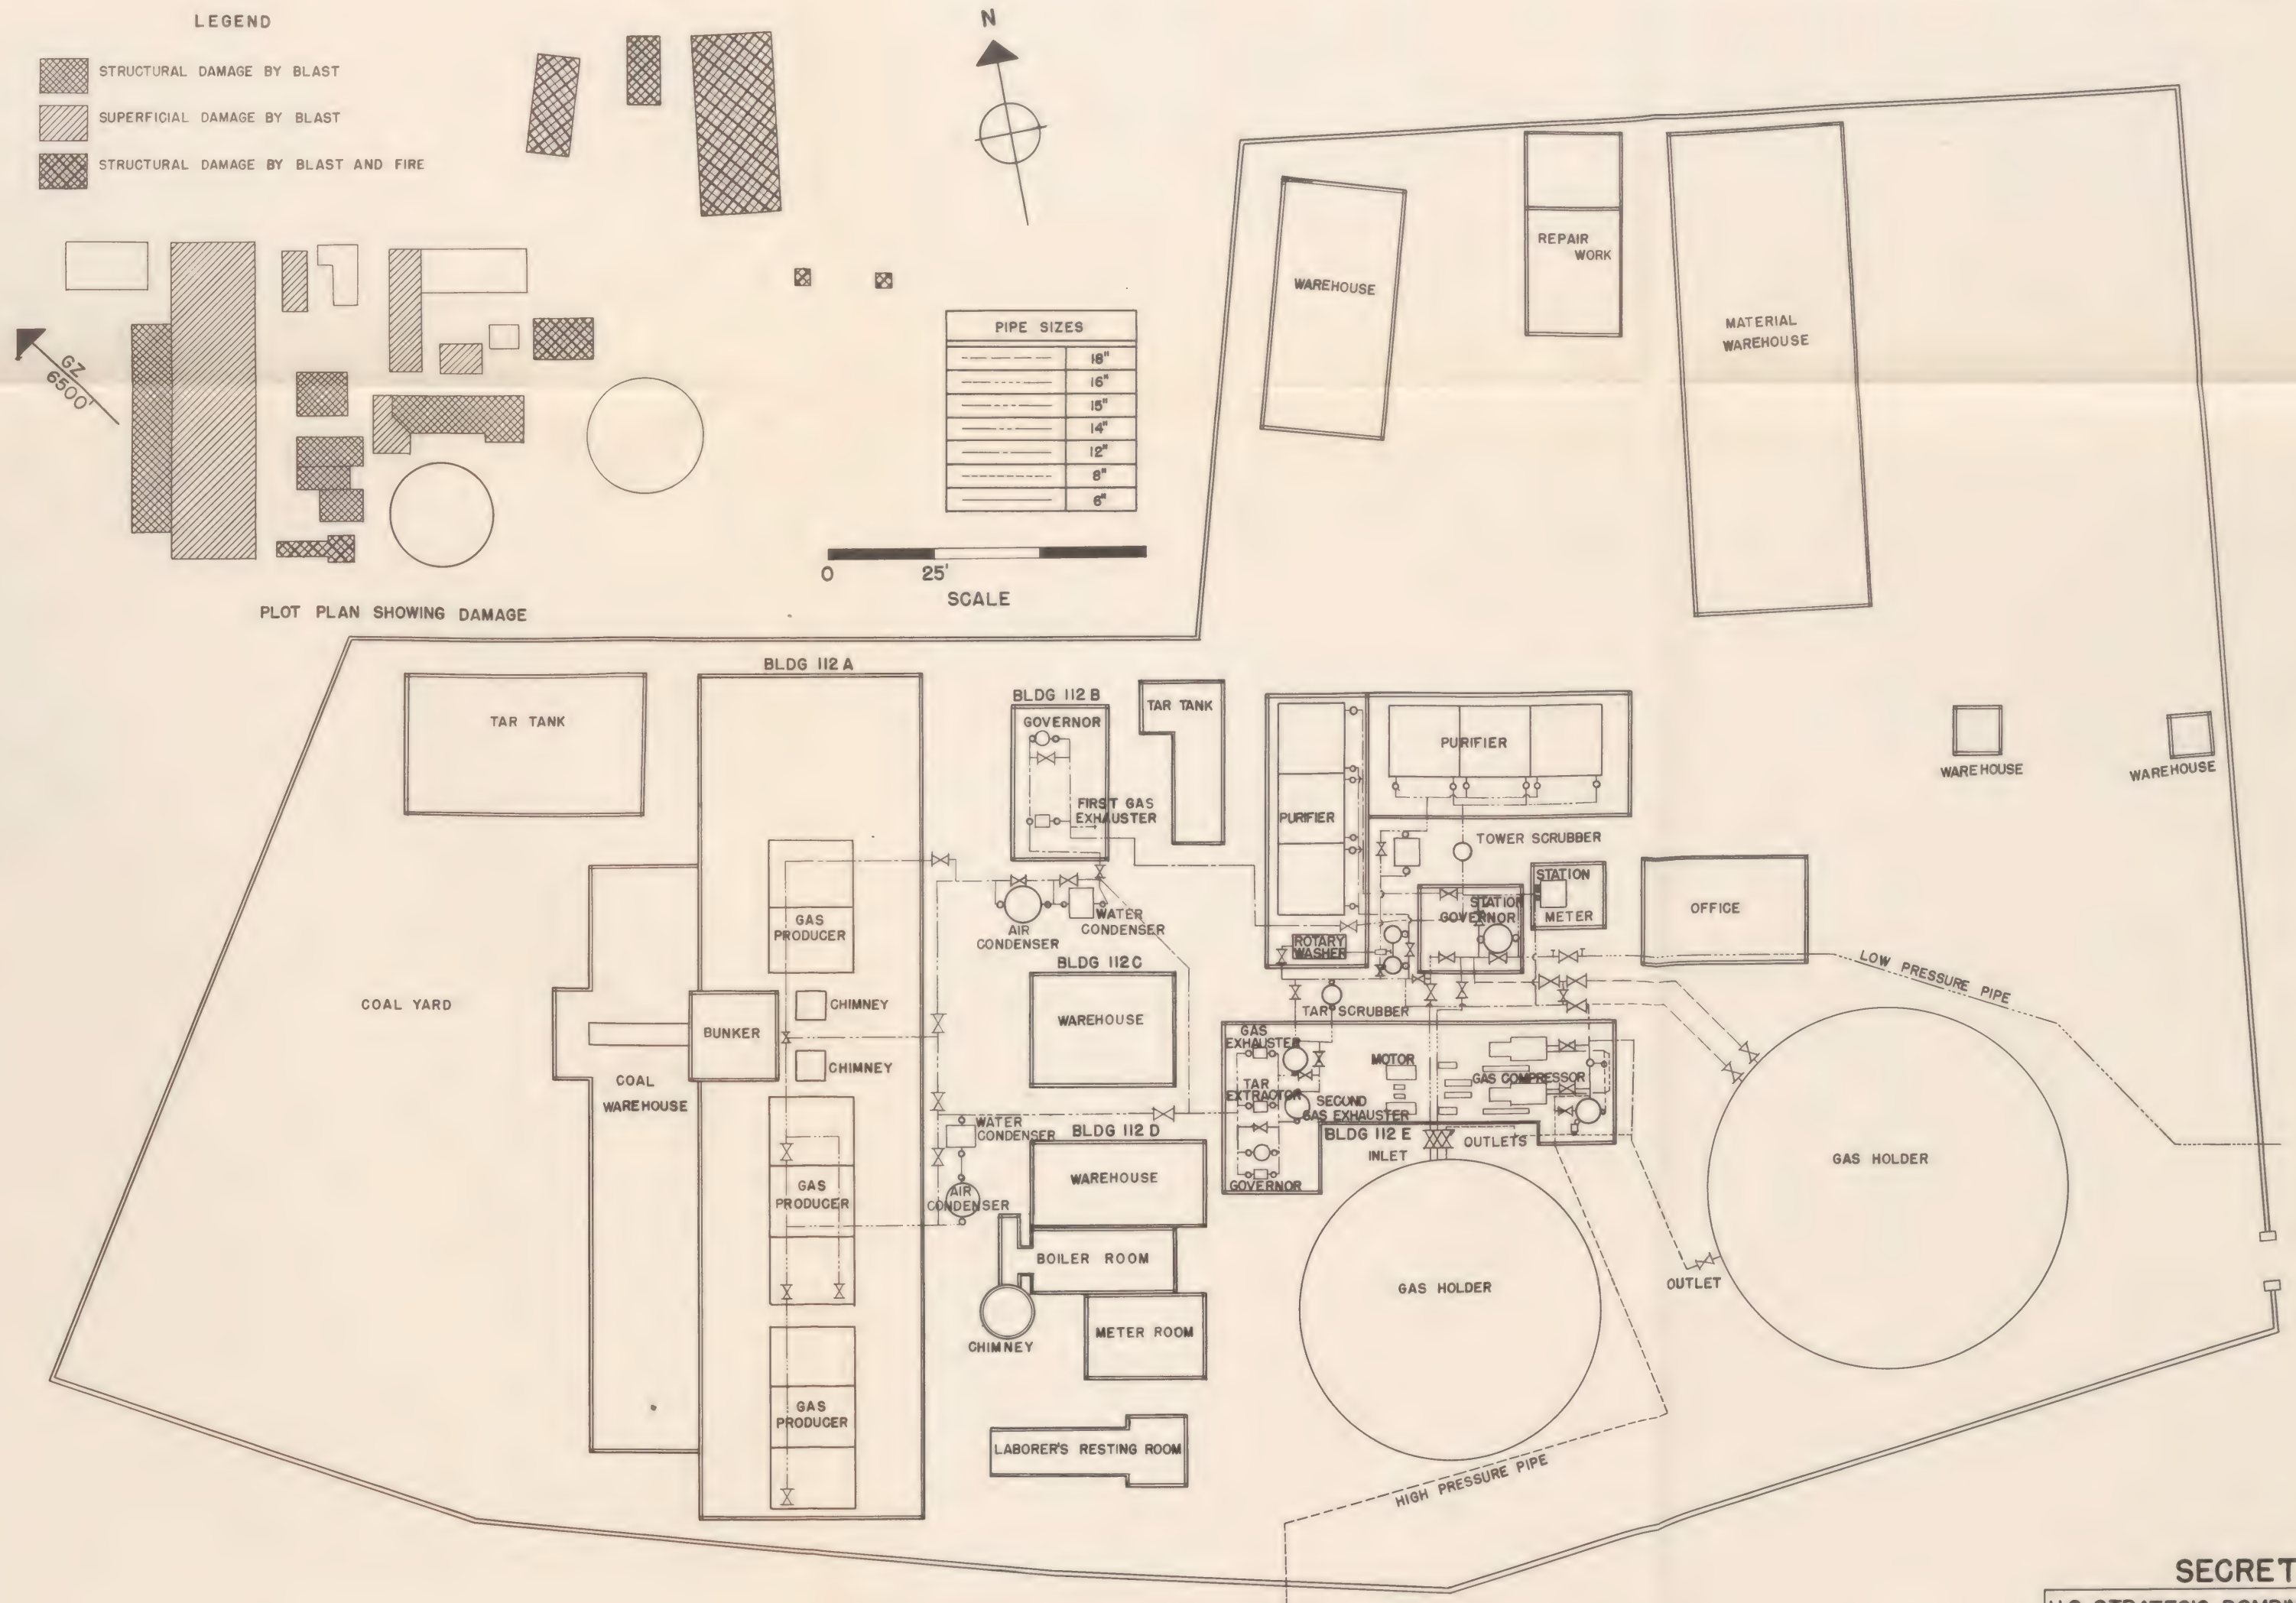 LEGEND
STRUCTURAL DAMAGE BY BLAST
SUPERFICIAL DAMAGE BY BLAST
STRUCTURAL DAMAGE BY BLAST AND FIRE
N
GZ
6500'
PIPE SIZES
18"
16"
15"
14"
12"
8"
6"
0 25'
SCALE
PLOT PLAN SHOWING DAMAGE
WAREHOUSE
REPAIR
WORK
MATERIAL
WAREHOUSE
BLDG 112 A
TAR TANK
BLDG 112 B
GOVERNOR
FIRST GAS
EXHAUSTER
TAR TANK
PURIFIER
PURIFIER
TOWER SCRUBBER
WAREHOUSE
WAREHOUSE
STATION
METER
STATION
GOVERNOR
OFFICE
GAS
PRODUCER
AIR
CONDENSER
WATER
CONDENSER
ROTARY
WASHER
BLDG 112 C
LOW PRESSURE PIPE
COAL YARD
CHIMNEY
BUNKER
CHIMNEY
WAREHOUSE
TAR SCRUBBER
GAS
EXHAUSTER
MOTOR
GAS COMPRESSOR
TAR
EXTRACTOR
SECOND
GAS EXHAUSTER
COAL
WAREHOUSE
WATER
CONDENSER
BLDG 112 D
BLDG 112 E
OUTLETS
INLET
GAS HOLDER
GAS
PRODUCER
AIR
CONDENSER
WAREHOUSE
GOVERNOR
BOILER ROOM
GAS HOLDER
OUTLET
CHIMNEY
METER ROOM
GAS
PRODUCER
LABORER'S RESTING ROOM
HIGH PRESSURE PIPE
SECRET